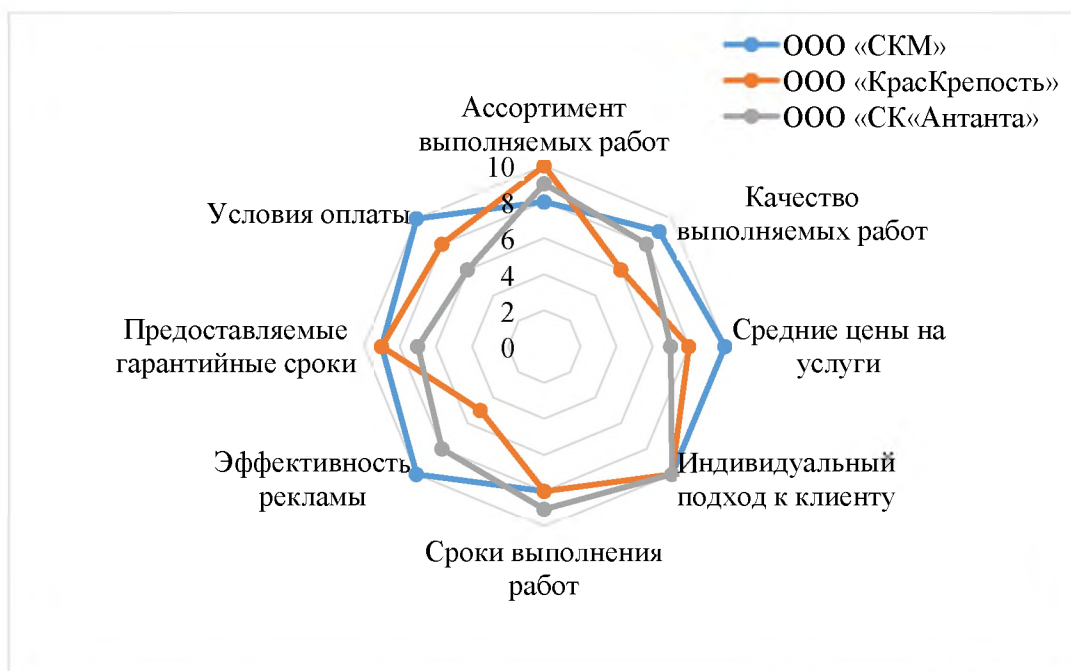 ООО «СКМ»
ООО «КрасКрепость»
ООО «СК«Антанта»
Ассортимент
выполняемых работ
Качество
выполняемых работ
Средние цены на
услуги
Индивидуальный
подход к клиенту
Сроки выполнения
работ
Эффективность
рекламы
Предоставляемые
гарантийные сроки
Условия оплаты
10
8
6
4
2
0